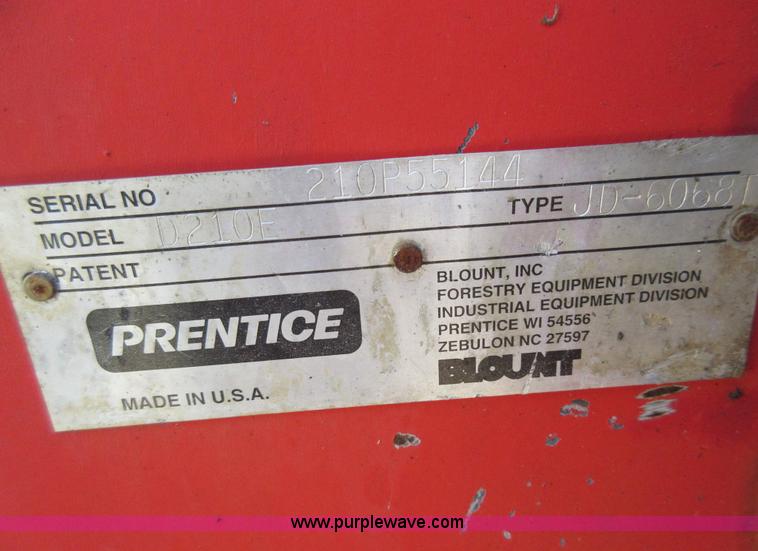 SERIAL NO 210P55144
MODEL D210E TYPE JD-6068T
PATENT
BLOUNT, INC
FORESTRY EQUIPMENT DIVISION
INDUSTRIAL EQUIPMENT DIVISION
PRENTICE WI 54556
ZEBULON NC 27597
BLOUNT
PRENTICE
MADE IN U.S.A.
www.purplewave.com